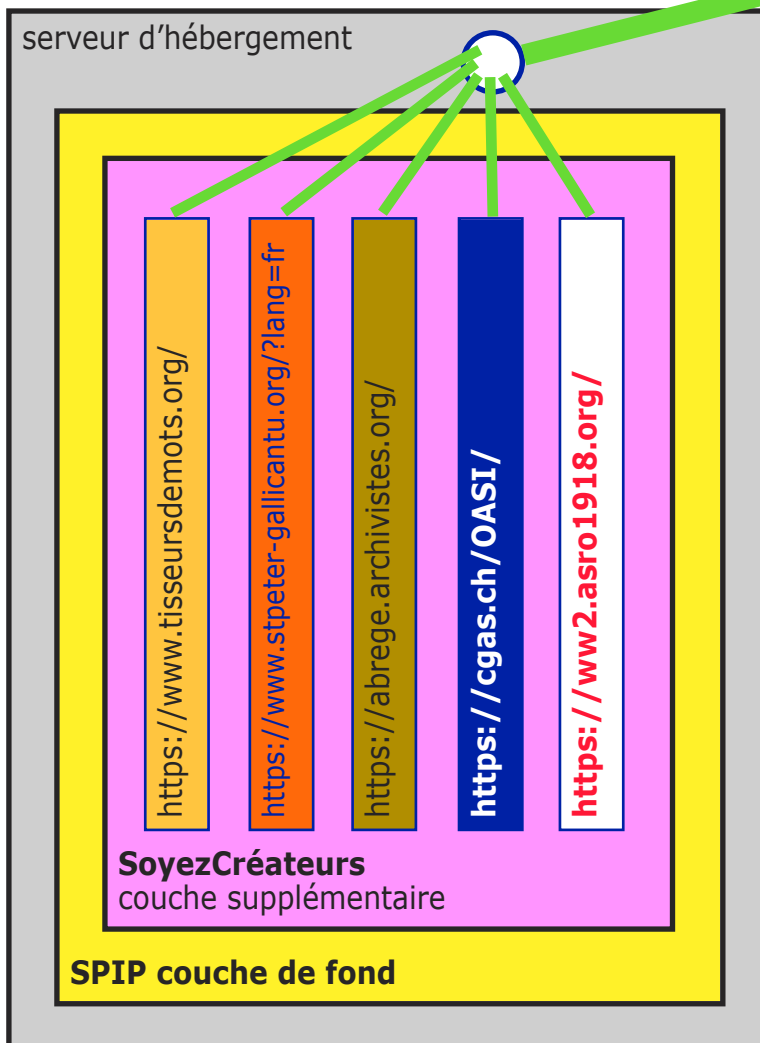 serveur d’hébergement
https://www.tisseursdemots.org/
https://www.stpeter-gallicantu.org/?lang=fr
https://abrege.archivistes.org/
https://cgas.ch/OASI/
https://ww2.asro1918.org/
SoyezCréateurs
couche supplémentaire
SPIP couche de fond